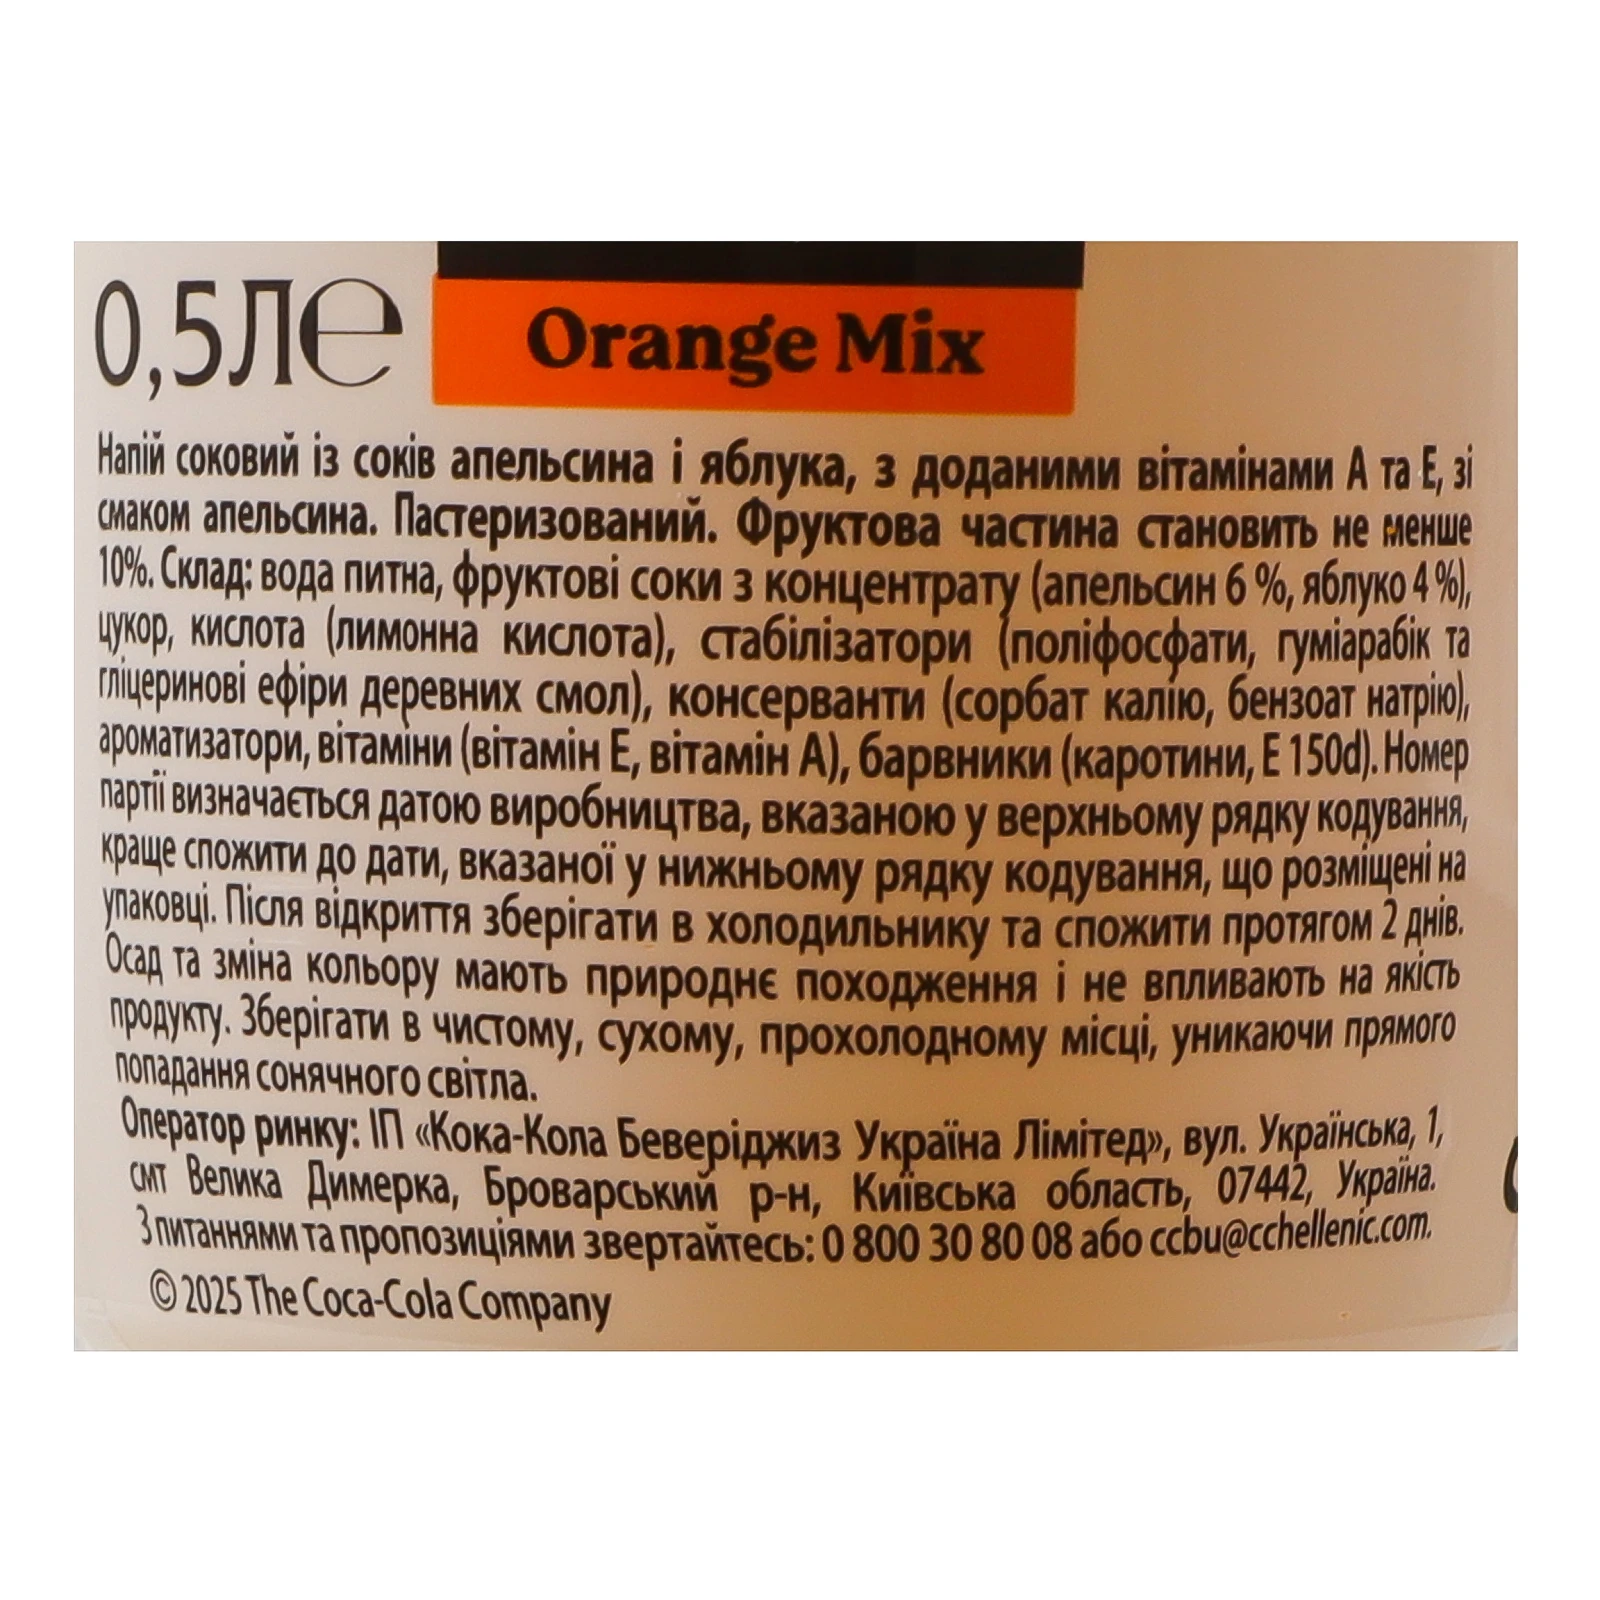 0,5Лe
Orange Mix
Напій соковий із соків апельсина і яблука, з доданими вітамінами А та Е, зі
смаком апельсина. Пастеризований. Фруктова частина становить не менше
10%. Склад: вода питна, фруктові соки з концентрату (апельсин 6 %, яблуко 4 %),
цукор, кислота (лимонна кислота), стабілізатори (поліфосфати, гуміарабік та
гліцеринові ефіри деревних смол), консерванти (сорбат калію, бензоат натрію),
ароматизатори, вітаміни (вітамін Е, вітамін А), барвники (каротини, Е 150d). Номер
партії визначається датою виробництва, вказаною у верхньому рядку кодування,
краще спожити до дати, вказаної у нижньому рядку кодування, що розміщені на
упаковці. Після відкриття зберігати в холодильнику та спожити протягом 2 днів.
Осад та зміна кольору мають природнє походження і не впливають на якість
продукту. Зберігати в чистому, сухому, прохолодному місці, уникаючи прямого
попадання сонячного світла.
Оператор ринку: ІП «Кока-Кола Беверіджиз Україна Лімітед», вул. Українська, 1,
смт Велика Димерка, Броварський р-н, Київська область, 07442, Україна.
З питаннями та пропозиціями звертайтесь: 0 800 30 80 08 або ccbu@cchellenic.com.
© 2025 The Coca-Cola Company